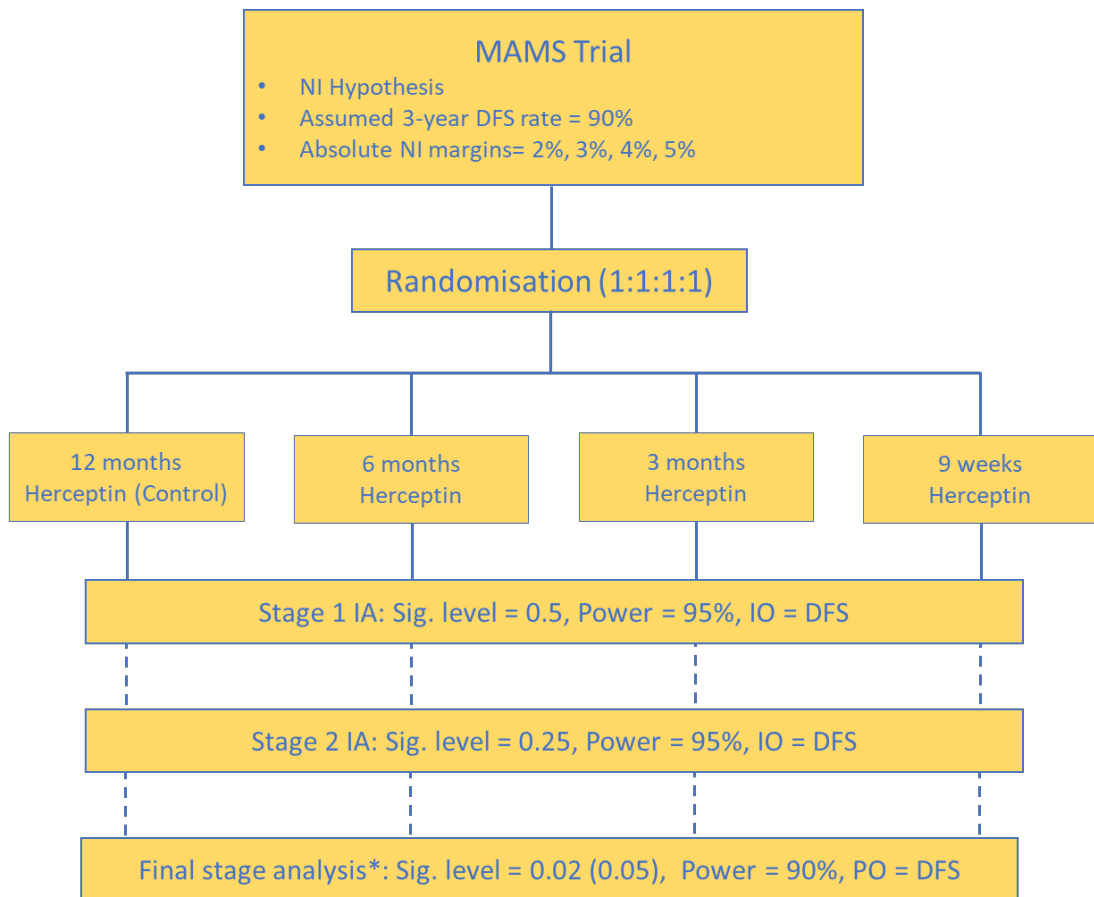 MAMS Trial
• NI Hypothesis
• Assumed 3-year DFS rate = 90%
• Absolute NI margins= 2%, 3%, 4%, 5%
Randomisation (1:1:1:1)
12 months
Herceptin (Control)
6 months
Herceptin
3 months
Herceptin
9 weeks
Herceptin
Stage 1 IA: Sig. level = 0.5, Power = 95%, IO = DFS
Stage 2 IA: Sig. level = 0.25, Power = 95%, IO = DFS
Final stage analysis*: Sig. level = 0.02 (0.05), Power = 90%, PO = DFS